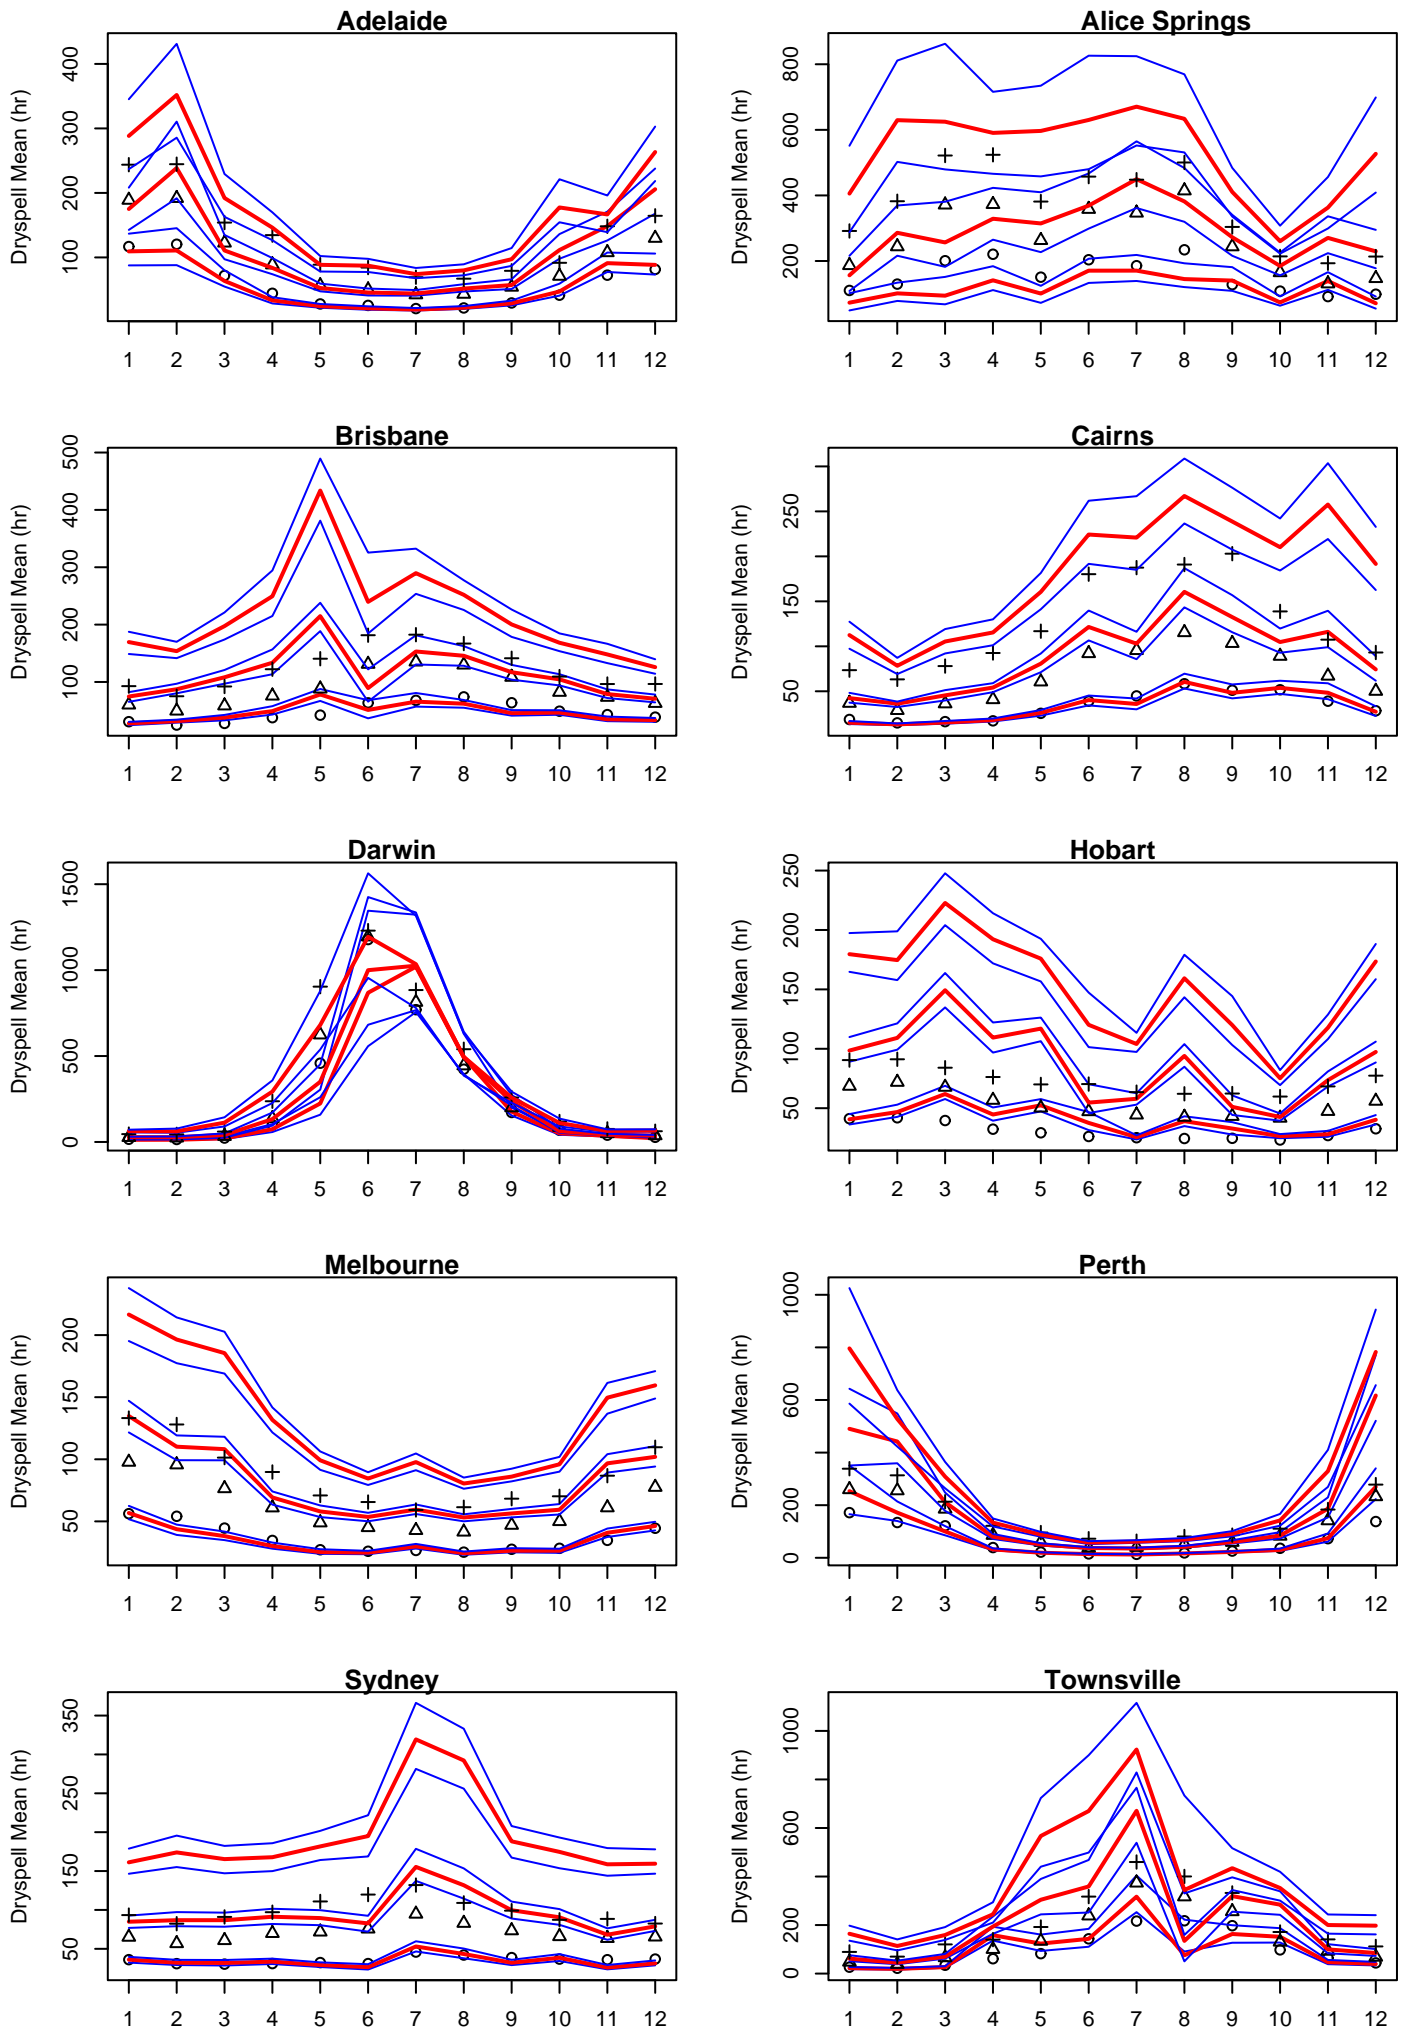 Adelaide
Dryspell Mean (hr)
100 200 300 400
1 2 3 4 5 6 7 8 9 10 11 12
Alice Springs
Dryspell Mean (hr)
200 400 600 800
1 2 3 4 5 6 7 8 9 10 11 12
Brisbane
Dryspell Mean (hr)
100 200 300 400 500
1 2 3 4 5 6 7 8 9 10 11 12
Cairns
Dryspell Mean (hr)
50 150 250
1 2 3 4 5 6 7 8 9 10 11 12
Darwin
Dryspell Mean (hr)
0 500 1000 1500
1 2 3 4 5 6 7 8 9 10 11 12
Hobart
Dryspell Mean (hr)
50 100 150 200 250
1 2 3 4 5 6 7 8 9 10 11 12
Melbourne
Dryspell Mean (hr)
50 100 150 200
1 2 3 4 5 6 7 8 9 10 11 12
Perth
Dryspell Mean (hr)
0 200 600 1000
1 2 3 4 5 6 7 8 9 10 11 12
Sydney
Dryspell Mean (hr)
50 150 250 350
1 2 3 4 5 6 7 8 9 10 11 12
Townsville
Dryspell Mean (hr)
0 200 600 1000
1 2 3 4 5 6 7 8 9 10 11 12